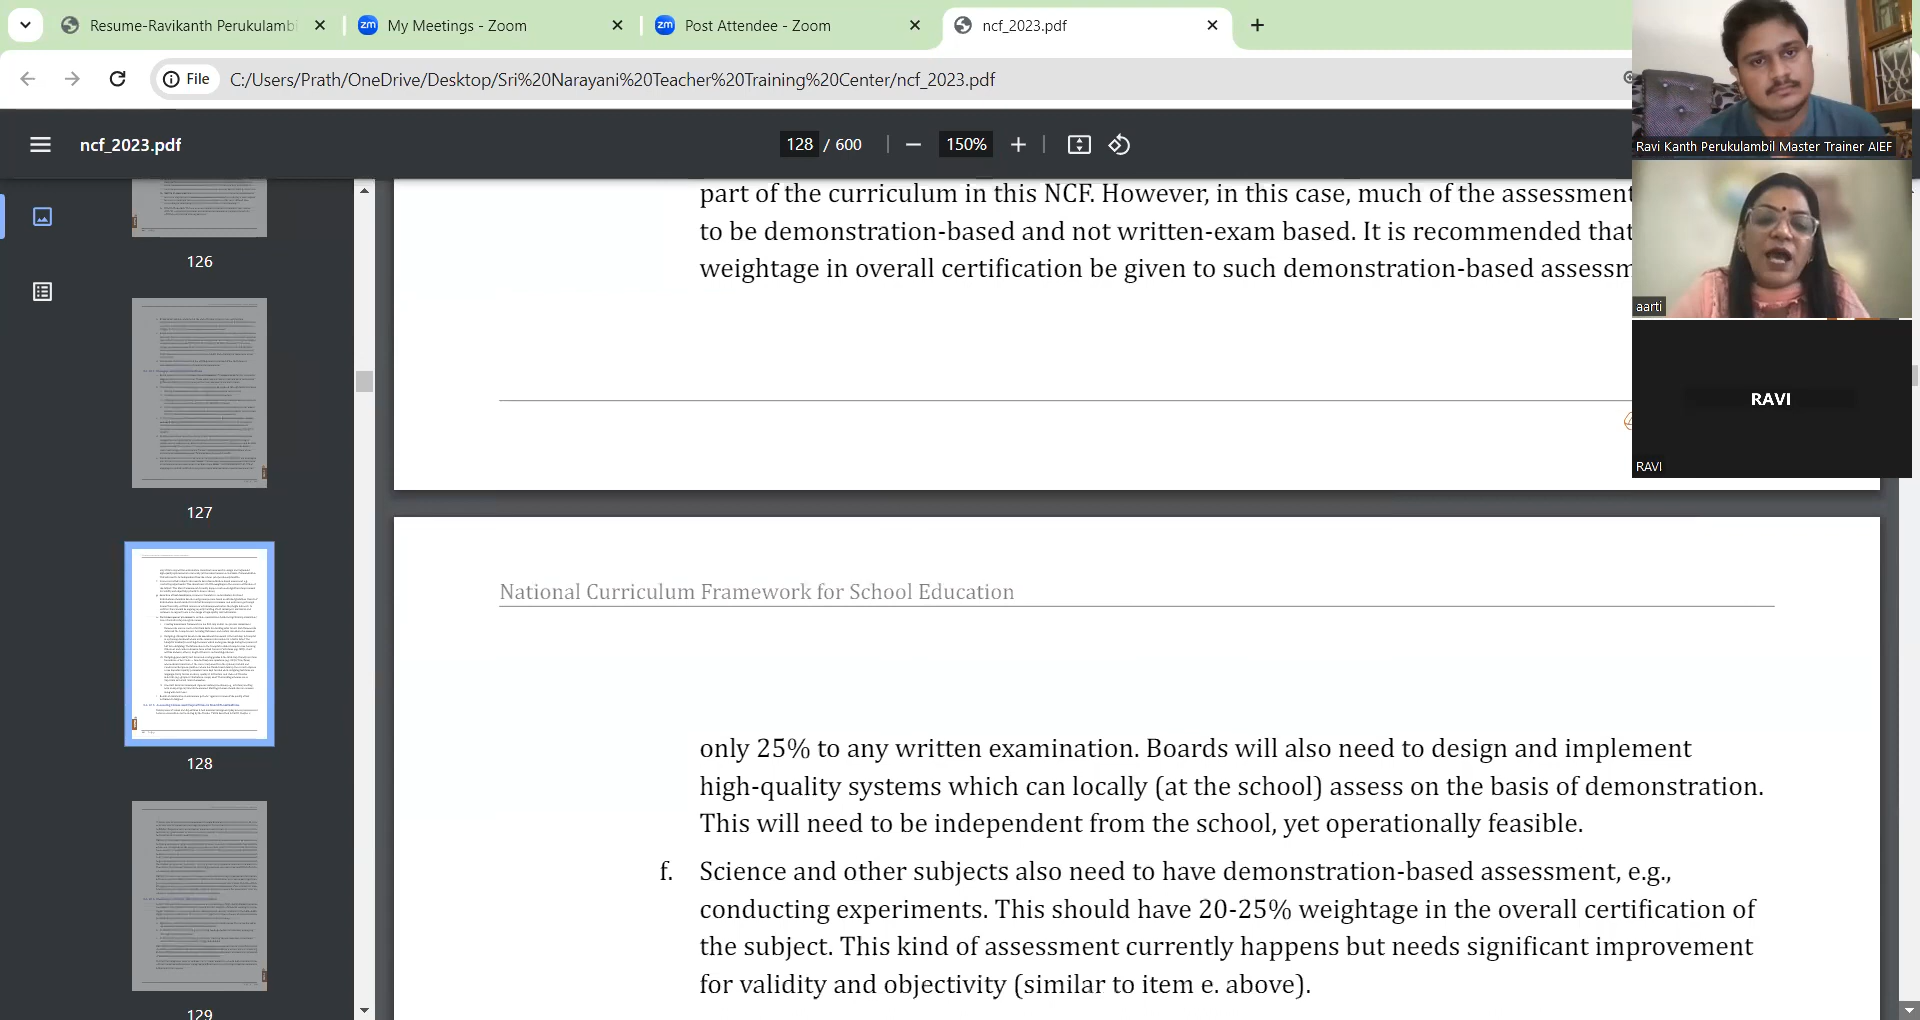 Resume-Ravikanth Perukulambi
My Meetings - Zoom
Post Attendee - Zoom
ncf_2023.pdf
File
C:/Users/Prath/OneDrive/Desktop/Sri%20Narayani%20Teacher%20Training%20Center/ncf_2023.pdf
ncf_2023.pdf
128 / 600
150%
Ravi Kanth Perukulambil Master Trainer AIEF
aarti
RAVI
RAVI
126
127
128
129
part of the curriculum in this NCF. However, in this case, much of the assessment
to be demonstration-based and not written-exam based. It is recommended that
weightage in overall certification be given to such demonstration-based assessm
National Curriculum Framework for School Education
only 25% to any written examination. Boards will also need to design and implement
high-quality systems which can locally (at the school) assess on the basis of demonstration.
This will need to be independent from the school, yet operationally feasible.
f. Science and other subjects also need to have demonstration-based assessment, e.g.,
conducting experiments. This should have 20-25% weightage in the overall certification of
the subject. This kind of assessment currently happens but needs significant improvement
for validity and objectivity (similar to item e. above).